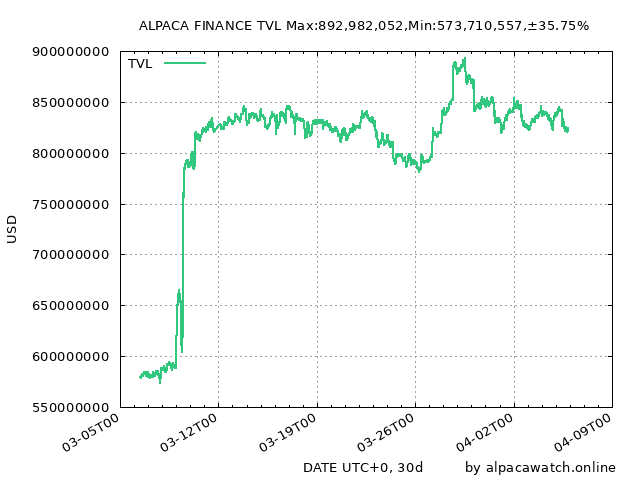 ALPACA FINANCE TVL Max:892,982,052,Min:573,710,557,±35.75%
TVL
900000000
850000000
800000000
750000000
700000000
650000000
600000000
550000000
USD
03-05T00
03-12T00
03-19T00
03-26T00
04-02T00
04-09T00
DATE UTC+0, 30d
by alpacawatch.online